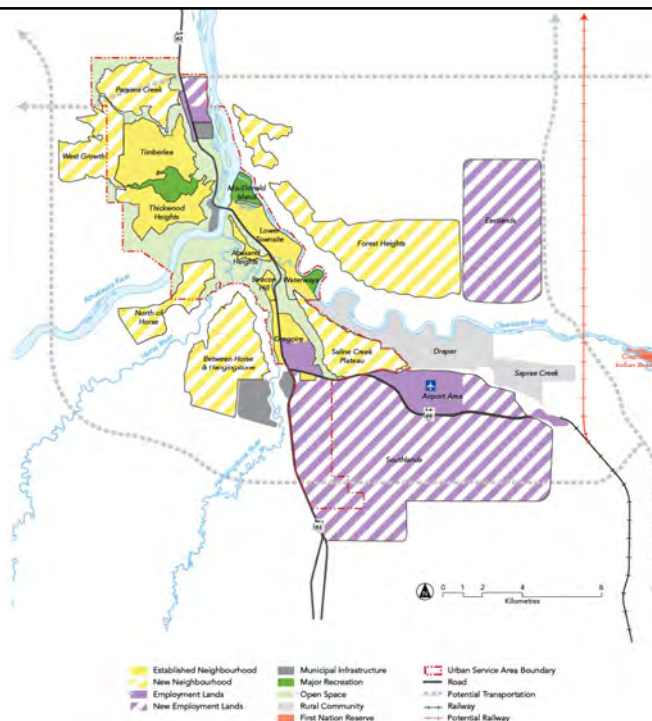 63
Parsons Creek
West Growth
Timberlea
Thickwood
Heights
MacDonald
Island
Lower
Townsite
Abasand
Heights
Beacon
Hill
Waterways
Forest Heights
Eastlands
Athabasca River
North of
Horse
Horse River
Between Horse
& Hangingstone
Gregoire
Saline Creek
Plateau
Clearwater River
Draper
Saprae Creek
Indian Reserve
Airport Area
69
Southlands
Hangingstone River
63
0 1 2 4 8
Kilometres
Established Neighbourhood
New Neighbourhood
Employment Lands
New Employment Lands
Municipal Infrastructure
Major Recreation
Open Space
Rural Community
First Nation Reserve
Urban Service Area Boundary
Road
Potential Transportation
Railway
Potential Railway